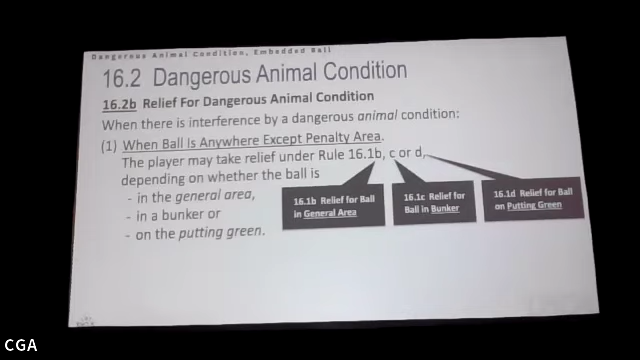 Dangerous Animal Condition, Embedded Ball
16.2 Dangerous Animal Condition
16.2b Relief For Dangerous Animal Condition
When there is interference by a dangerous animal condition:
(1) When Ball Is Anywhere Except Penalty Area.
The player may take relief under Rule 16.1b, c or d,
depending on whether the ball is
- in the general area,
- in a bunker or
- on the putting green.
16.1b Relief for Ball
in General Area
16.1c Relief for
Ball in Bunker
16.1d Relief for Ball
on Putting Green
CGA